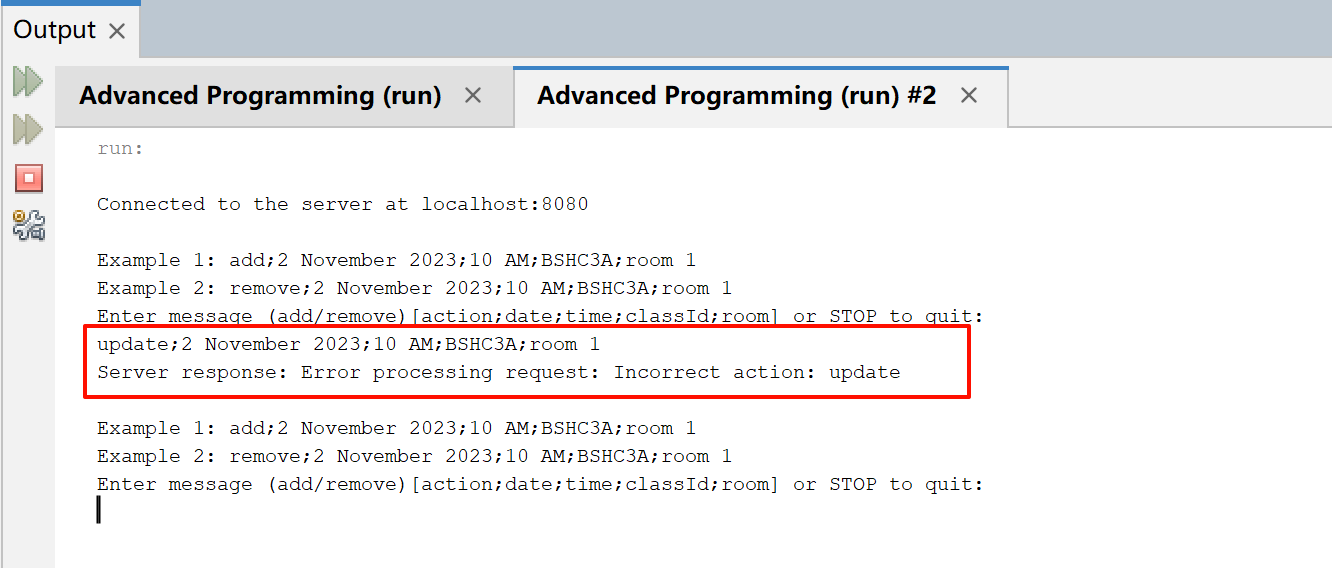 Output
Advanced Programming (run)
Advanced Programming (run) #2
run:
Connected to the server at localhost:8080
Example 1: add;2 November 2023;10 AM;BSHC3A;room 1
Example 2: remove;2 November 2023;10 AM;BSHC3A;room 1
Enter message (add/remove)[action;date;time;classId;room] or STOP to quit:
update;2 November 2023;10 AM;BSHC3A;room 1
Server response: Error processing request: Incorrect action: update
Example 1: add;2 November 2023;10 AM;BSHC3A;room 1
Example 2: remove;2 November 2023;10 AM;BSHC3A;room 1
Enter message (add/remove)[action;date;time;classId;room] or STOP to quit: